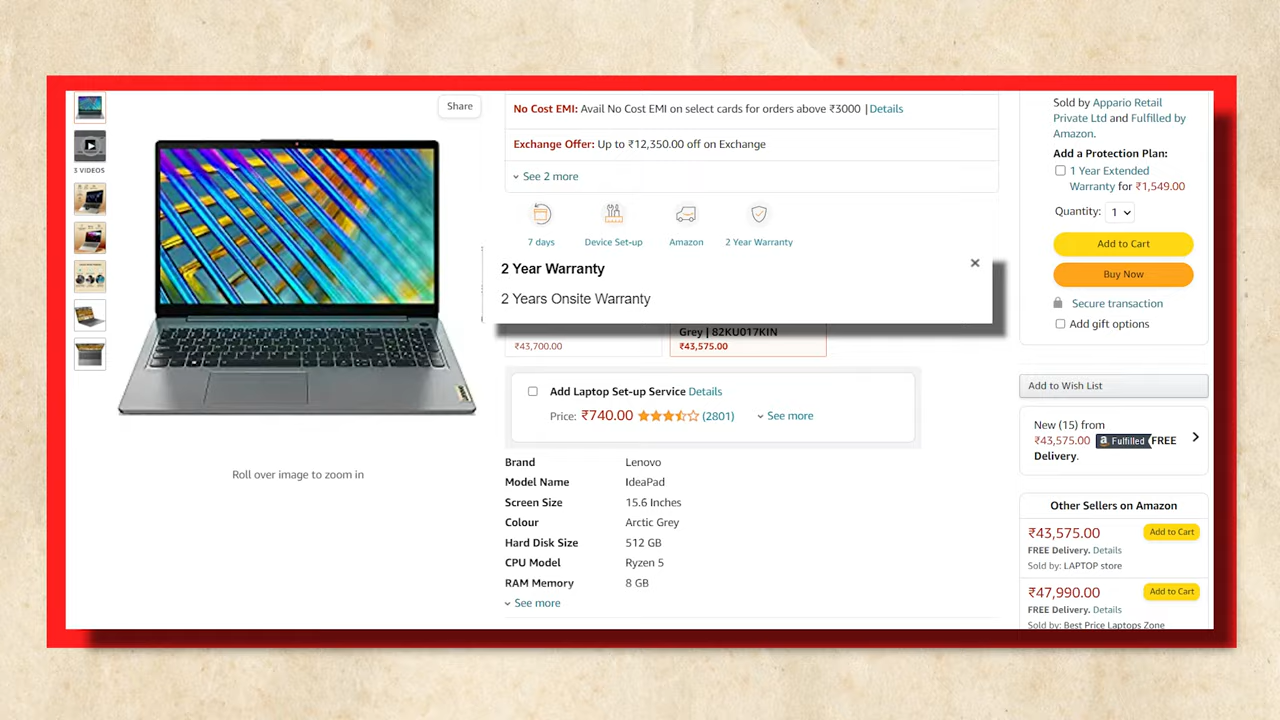 Share
3 VIDEOS
Roll over image to zoom in
No Cost EMI: Avail No Cost EMI on select cards for orders above ₹3000 | Details
Exchange Offer: Up to ₹12,350.00 off on Exchange
See 2 more
7 days
Device Set-up
Amazon
2 Year Warranty
2 Year Warranty
2 Years Onsite Warranty
Grey | 82KU017KIN
₹43,700.00
₹43,575.00
Add Laptop Set-up Service Details
Price: ₹740.00 (2801) See more
Brand Lenovo
Model Name IdeaPad
Screen Size 15.6 Inches
Colour Arctic Grey
Hard Disk Size 512 GB
CPU Model Ryzen 5
RAM Memory 8 GB
See more
Sold by Appario Retail
Private Ltd and Fulfilled by
Amazon.
Add a Protection Plan:
1 Year Extended
Warranty for ₹1,549.00
Quantity: 1
Add to Cart
Buy Now
Secure transaction
Add gift options
Add to Wish List
New (15) from
₹43,575.00 a Fulfilled FREE
Delivery.
Other Sellers on Amazon
₹43,575.00 Add to Cart
FREE Delivery. Details
Sold by: LAPTOP store
₹47,990.00 Add to Cart
FREE Delivery. Details
Sold by: Best Price Laptops Zone